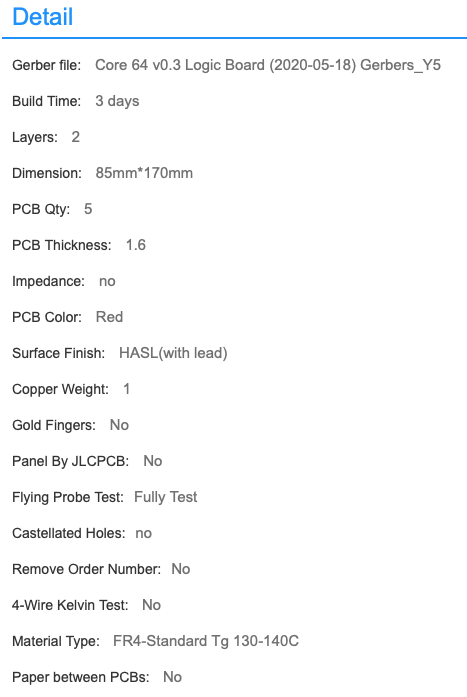 Detail
Gerber file: Core 64 v0.3 Logic Board (2020-05-18) Gerbers_Y5
Build Time: 3 days
Layers: 2
Dimension: 85mm*170mm
PCB Qty: 5
PCB Thickness: 1.6
Impedance: no
PCB Color: Red
Surface Finish: HASL(with lead)
Copper Weight: 1
Gold Fingers: No
Panel By JLCPCB: No
Flying Probe Test: Fully Test
Castellated Holes: no
Remove Order Number: No
4-Wire Kelvin Test: No
Material Type: FR4-Standard Tg 130-140C
Paper between PCBs: No